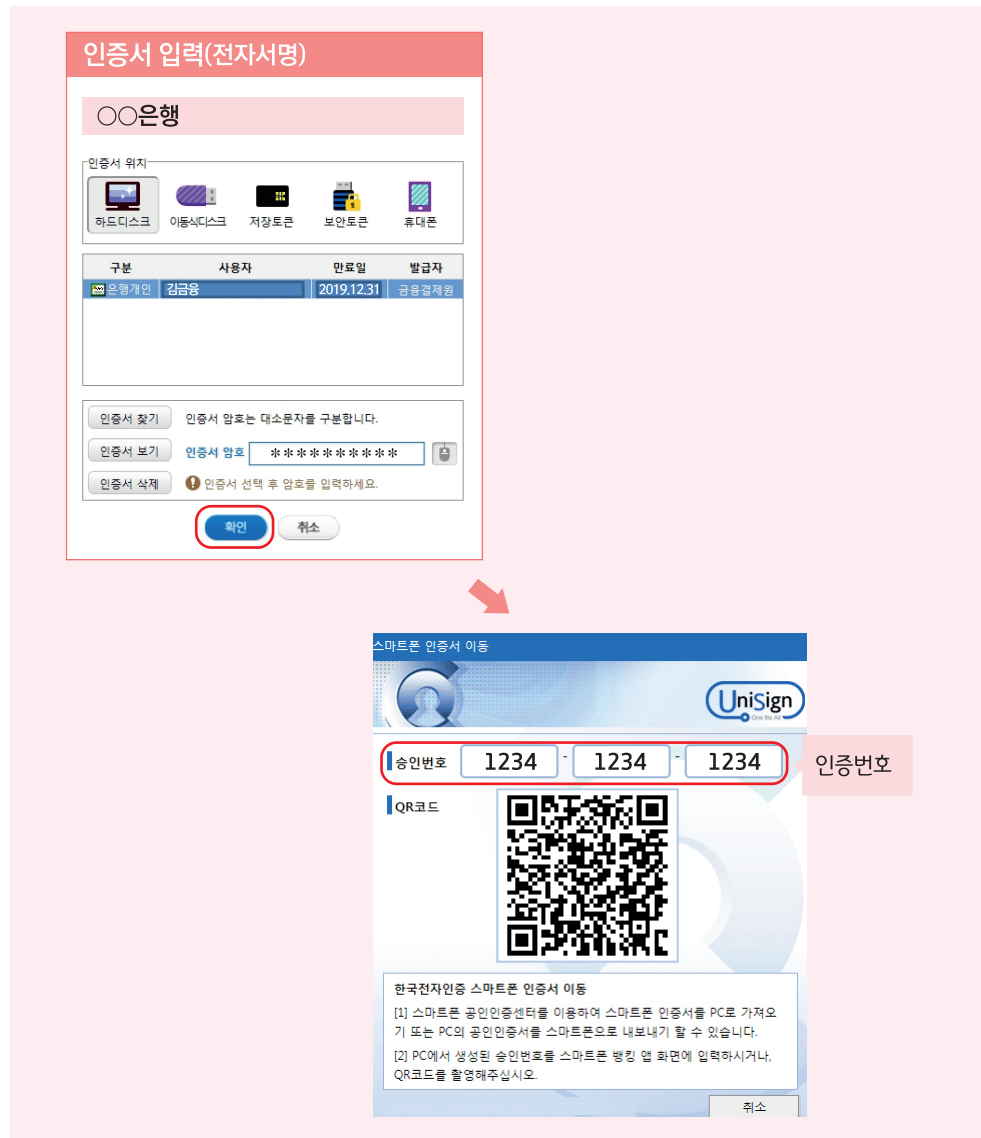 인증서 입력(전자서명)
○○은행
인증서 위치
하드디스크 이동식디스크 저장토큰 보안토큰 휴대폰
구분 사용자 만료일 발급자
은행개인 김금융 2019.12.31 금융결제원
인증서 찾기 인증서 암호는 대소문자를 구분합니다.
인증서 보기 인증서 암호 **********
인증서 삭제 인증서 선택 후 암호를 입력하세요.
확인 취소
스마트폰 인증서 이동
UniSign
One fits All
승인번호 1234 - 1234 - 1234 인증번호
QR코드
한국전자인증 스마트폰 인증서 이동
[1] 스마트폰 공인인증센터를 이용하여 스마트폰 인증서를 PC로 가져오
기 또는 PC의 공인인증서를 스마트폰으로 내보내기 할 수 있습니다.
[2] PC에서 생성된 승인번호를 스마트폰 뱅킹 앱 화면에 입력하시거나,
QR코드를 촬영해주십시오.
취소